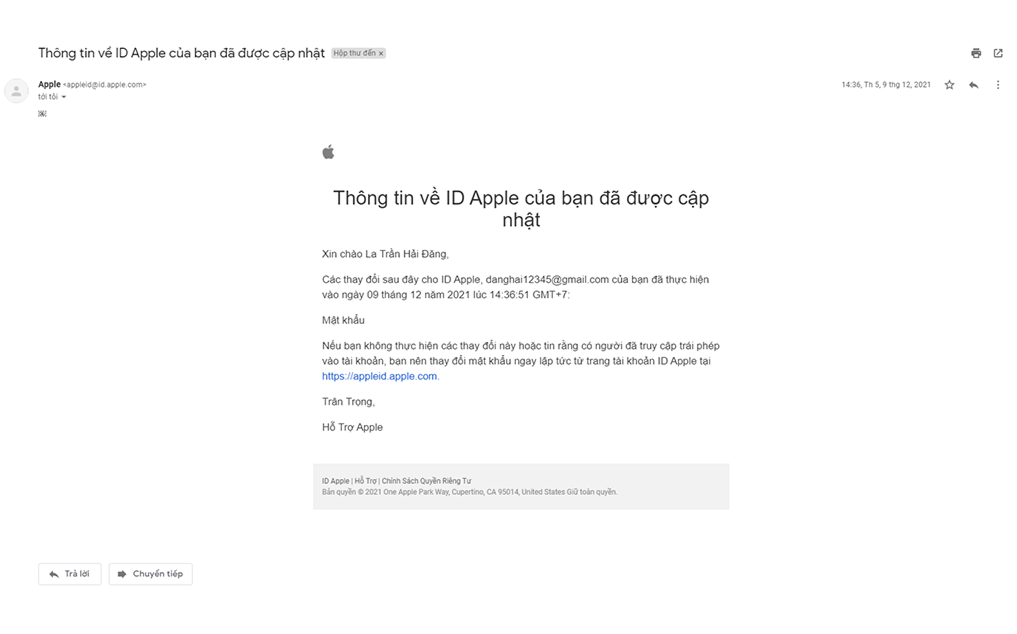 Thông tin về ID Apple của bạn đã được cập nhật Hộp thư đến x
Apple <appleid@id.apple.com>
14:36, Th 5, 9 thg 12, 2021
tới tôi
Thông tin về ID Apple của bạn đã được cập
nhật
Xin chào La Trần Hải Đăng,
Các thay đổi sau đây cho ID Apple, danghai12345@gmail.com của bạn đã thực hiện
vào ngày 09 tháng 12 năm 2021 lúc 14:36:51 GMT+7:
Mật khẩu
Nếu bạn không thực hiện các thay đổi này hoặc tin rằng có người đã truy cập trái phép
vào tài khoản, bạn nên thay đổi mật khẩu ngay lập tức từ trang tài khoản ID Apple tại
https://appleid.apple.com.
Trân Trọng,
Hỗ Trợ Apple
ID Apple | Hỗ Trợ | Chính Sách Quyền Riêng Tư
Bản quyền © 2021 One Apple Park Way, Cupertino, CA 95014, United States Giữ toàn quyền.
Trả lời
Chuyển tiếp